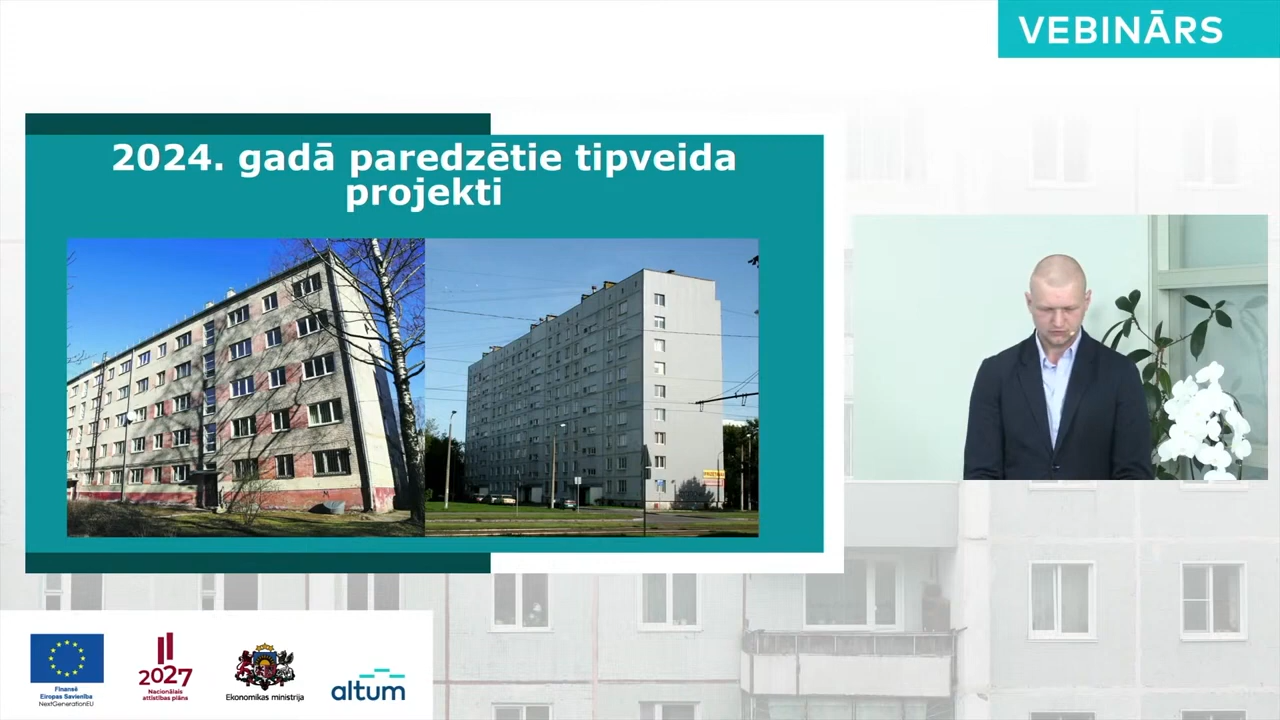 VEBINĀRS
2024. gadā paredzētie tipveida
projekti
Finansē
Eiropas Savienība
NextGenerationEU
2027
Nacionālais
attīstības plāns
Ekonomikas ministrija
altum